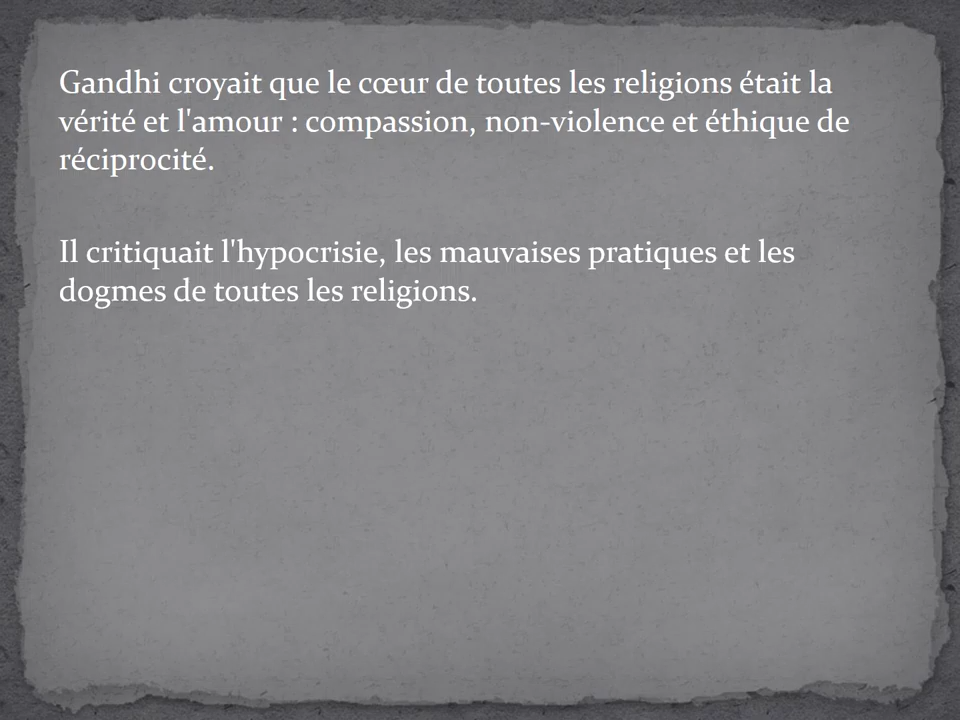 Gandhi croyait que le cœur de toutes les religions était la
vérité et l'amour : compassion, non-violence et éthique de
réciprocité.
Il critiquait l'hypocrisie, les mauvaises pratiques et les
dogmes de toutes les religions.